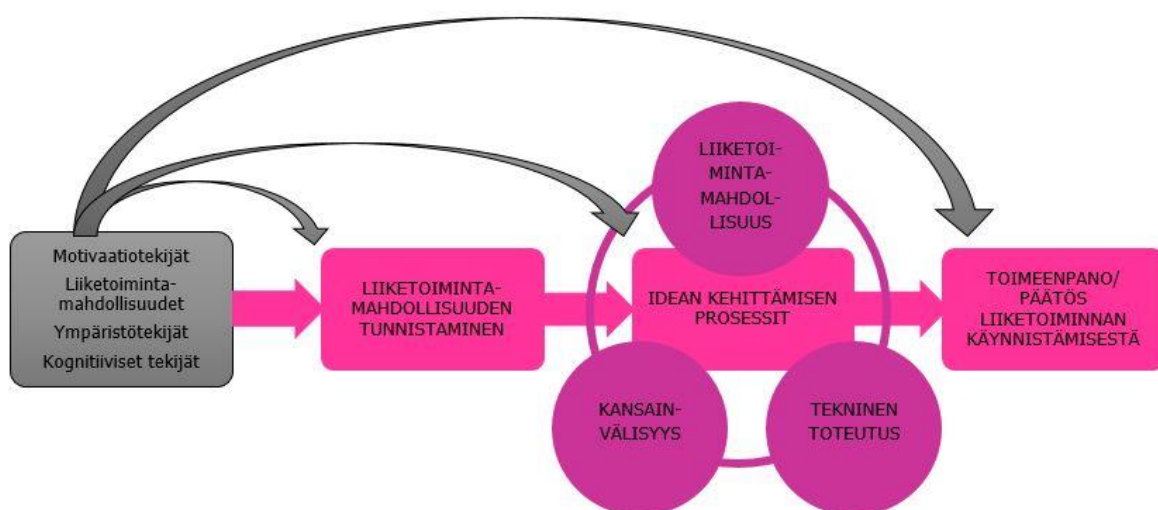 Motivaatiotekijät
Liiketoiminta-
mahdollisuudet
Ympäristötekijät
Kognitiiviset tekijät
LIIKETOIMINTA-
MAHDOLLISUUDEN
TUNNISTAMINEN
LIIKETOI-
MINTA-
MAHDOL-
LISUUS
IDEAN KEHITTÄMISEN
PROSESSIT
KANSAIN-
VÄLISYYS
TEKNINEN
TOTEUTUS
TOIMEENPANO/
PÄÄTÖS
LIIKETOIMINNAN
KÄYNNISTÄMISESTÄ